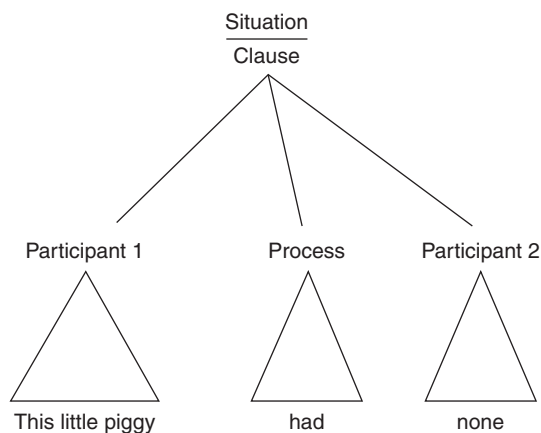 Situation
Clause
Participant 1 Process Participant 2
This little piggy had none